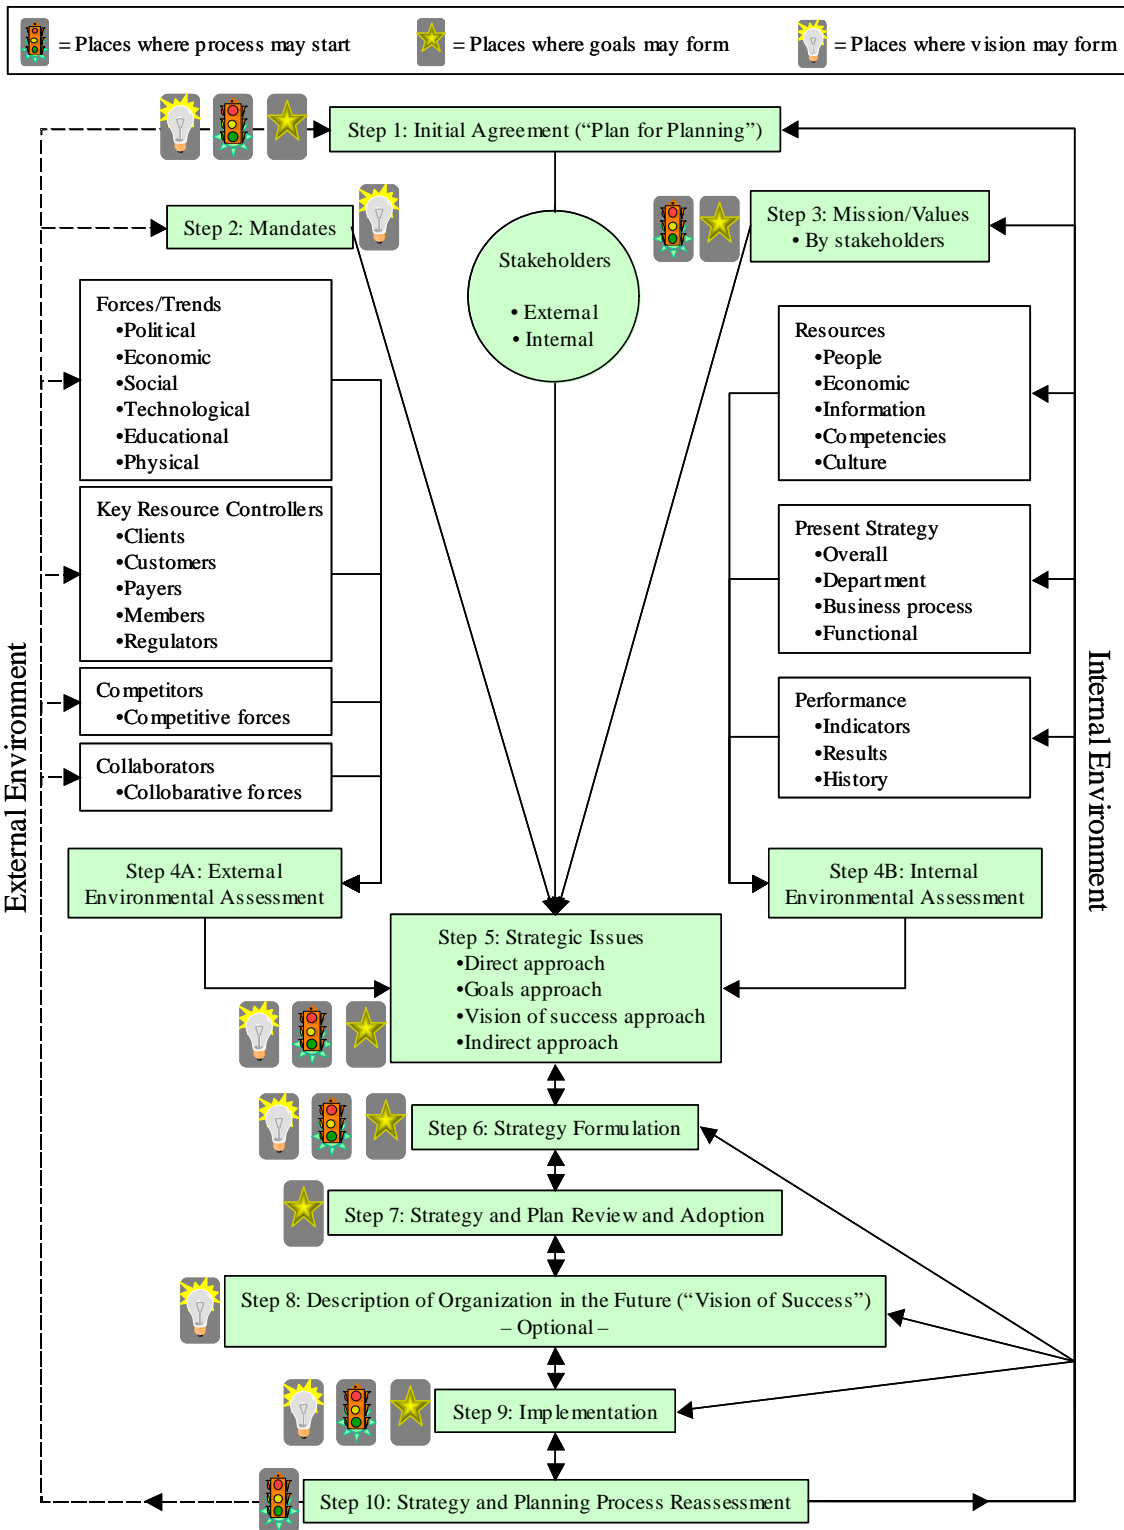 = Places where process may start
= Places where goals may form
= Places where vision may form
Step 1: Initial Agreement (“Plan for Planning”)
Step 2: Mandates
Step 3: Mission/Values
• By stakeholders
Stakeholders
• External
• Internal
Forces/Trends
•Political
•Economic
•Social
•Technological
•Educational
•Physical
Key Resource Controllers
•Clients
•Customers
•Payers
•Members
•Regulators
Competitors
•Competitive forces
Collaborators
•Collobarative forces
Resources
•People
•Economic
•Information
•Competencies
•Culture
Present Strategy
•Overall
•Department
•Business process
•Functional
Performance
•Indicators
•Results
•History
External Environment
Internal Environment
Step 4A: External
Environmental Assessment
Step 4B: Internal
Environmental Assessment
Step 5: Strategic Issues
•Direct approach
•Goals approach
•Vision of success approach
•Indirect approach
Step 6: Strategy Formulation
Step 7: Strategy and Plan Review and Adoption
Step 8: Description of Organization in the Future (“Vision of Success”)
– Optional –
Step 9: Implementation
Step 10: Strategy and Planning Process Reassessment